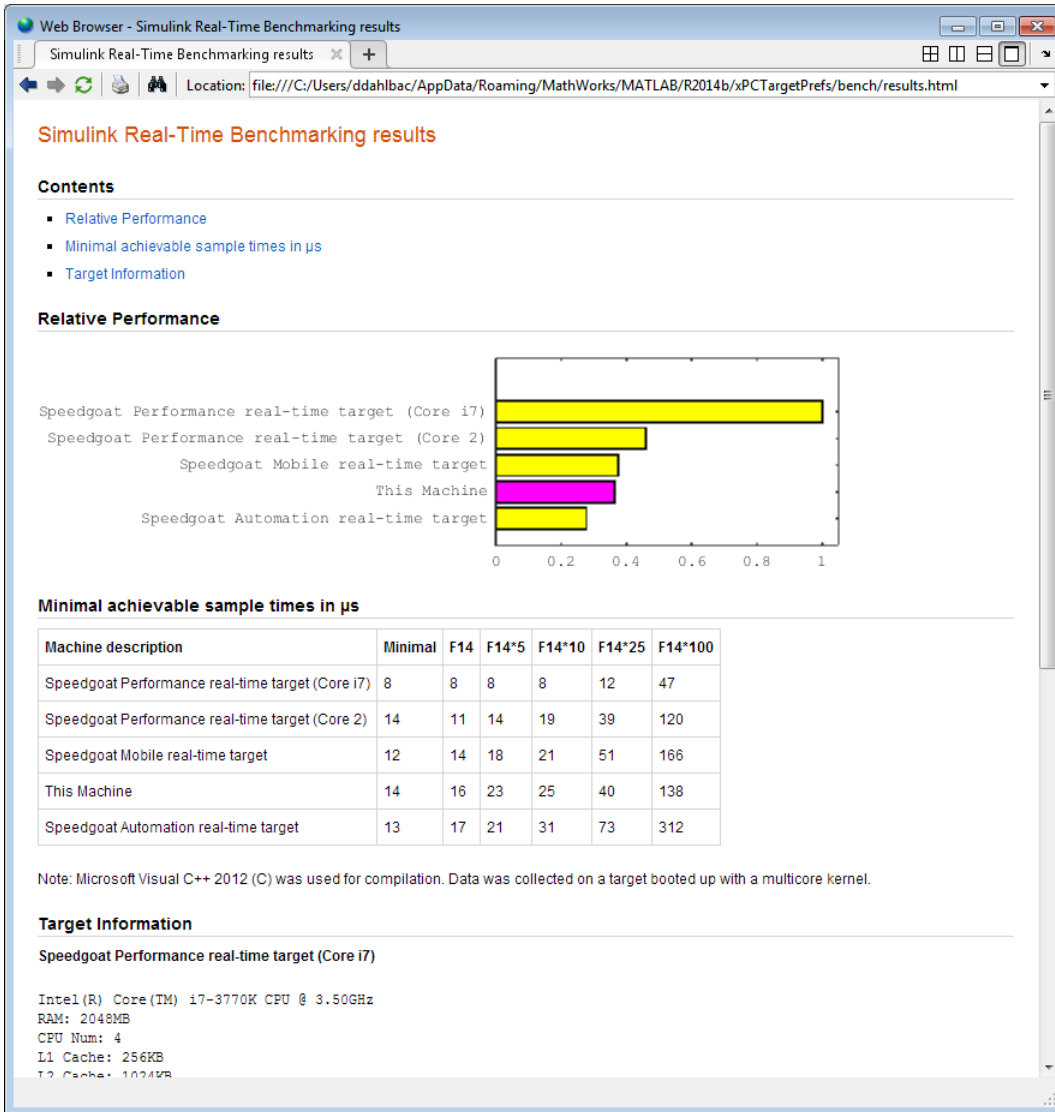 Web Browser - Simulink Real-Time Benchmarking results
Simulink Real-Time Benchmarking results
Location: file:///C:/Users/ddahlbac/AppData/Roaming/MathWorks/MATLAB/R2014b/xPCTargetPrefs/bench/results.html
Simulink Real-Time Benchmarking results
Contents
Relative Performance
Minimal achievable sample times in µs
Target Information
Relative Performance
Speedgoat Performance real-time target (Core i7)
Speedgoat Performance real-time target (Core 2)
Speedgoat Mobile real-time target
This Machine
Speedgoat Automation real-time target
0 0.2 0.4 0.6 0.8 1
Minimal achievable sample times in µs
Machine description Minimal F14 F14*5 F14*10 F14*25 F14*100
Speedgoat Performance real-time target (Core i7) 8 8 8 8 12 47
Speedgoat Performance real-time target (Core 2) 14 11 14 19 39 120
Speedgoat Mobile real-time target 12 14 18 21 51 166
This Machine 14 16 23 25 40 138
Speedgoat Automation real-time target 13 17 21 31 73 312
Note: Microsoft Visual C++ 2012 (C) was used for compilation. Data was collected on a target booted up with a multicore kernel.
Target Information
Speedgoat Performance real-time target (Core i7)
Intel(R) Core(TM) i7-3770K CPU @ 3.50GHz
RAM: 2048MB
CPU Num: 4
L1 Cache: 256KB
L2 Cache: 1024KB